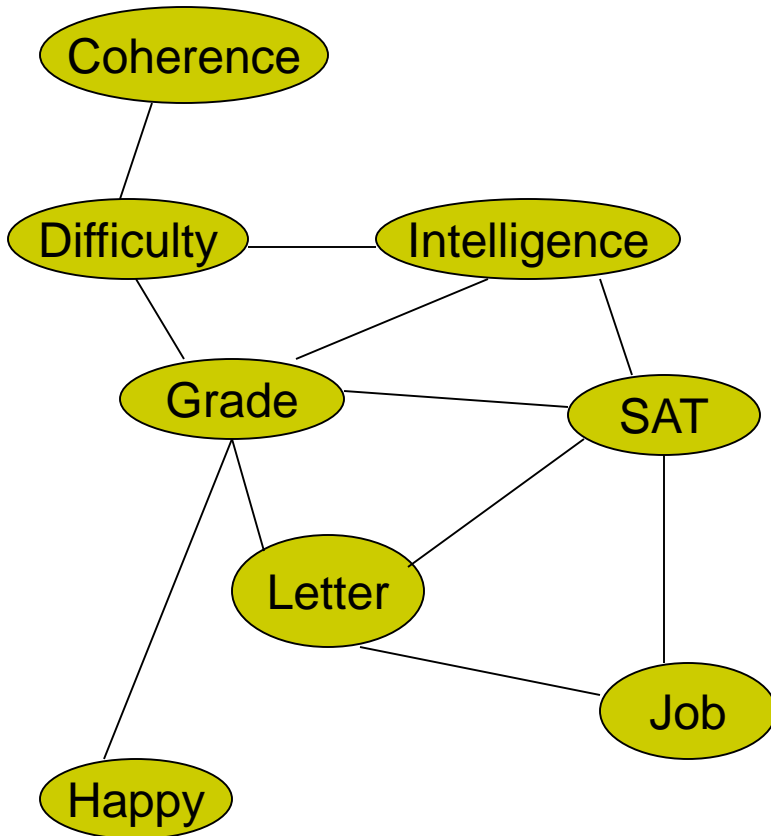 Coherence
Difficulty
Intelligence
Grade
SAT
Letter
Job
Happy